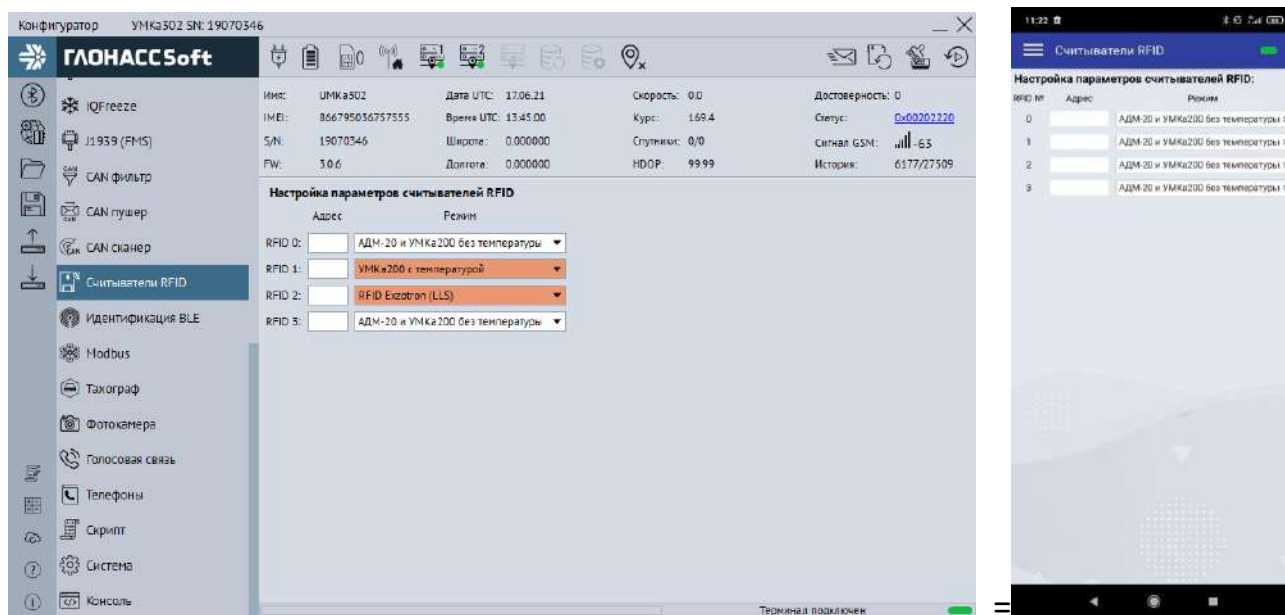 Конфигуратор УМКа302 SN: 19070346
ГЛОНАССSoft
IQFreeze
J1939 (FMS)
CAN фильтр
CAN пушер
CAN сканер
Считыватели RFID
Идентификация BLE
Modbus
Тахограф
Фотокамера
Голосовая связь
Телефоны
Скрипт
Система
Консоль
Имя: UMKa302 Дата UTC: 17.06.21 Скорость: 0.0 Достоверность: 0
IMEI: 866795036757555 Время UTC: 13:45:00 Курс: 169.4 Статус: 0x00202220
S/N: 19070346 Широта: 0.000000 Спутники: 0/0 Сигнал GSM: -63
FW: 3.0.6 Долгота: 0.000000 HDOP: 99.99 История: 6177/27509
Настройка параметров считывателей RFID
Адрес Режим
RFID 0: АДМ-20 и УМКа200 без температуры
RFID 1: УМКа200 с температурой
RFID 2: RFID Exzotron (LLS)
RFID 3: АДМ-20 и УМКа200 без температуры
Терминал подключен
=
11:22
Считыватели RFID
Настройка параметров считывателей RFID:
RFID № Адрес Режим
0 АДМ-20 и УМКа200 без температуры
1 АДМ-20 и УМКа200 без температуры
2 АДМ-20 и УМКа200 без температуры
3 АДМ-20 и УМКа200 без температуры